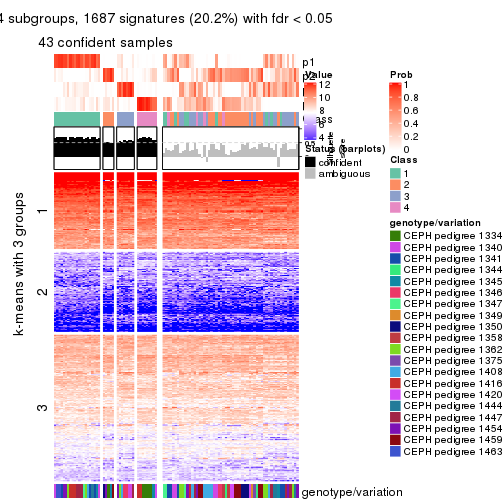 4 subgroups, 1687 signatures (20.2%) with fdr < 0.05
43 confident samples
p1
p2
Class
k-means with 3 groups
1
2
3
genotype/variation
Value
12
10
8
6
4
Status (barplots)
confident
ambiguous
Prob
1
0.8
0.6
0.4
0.2
0
Class
1
2
3
4
genotype/variation
CEPH pedigree 1334
CEPH pedigree 1340
CEPH pedigree 1341
CEPH pedigree 1344
CEPH pedigree 1345
CEPH pedigree 1346
CEPH pedigree 1347
CEPH pedigree 1349
CEPH pedigree 1350
CEPH pedigree 1358
CEPH pedigree 1362
CEPH pedigree 1375
CEPH pedigree 1408
CEPH pedigree 1416
CEPH pedigree 1420
CEPH pedigree 1444
CEPH pedigree 1447
CEPH pedigree 1454
CEPH pedigree 1459
CEPH pedigree 1463